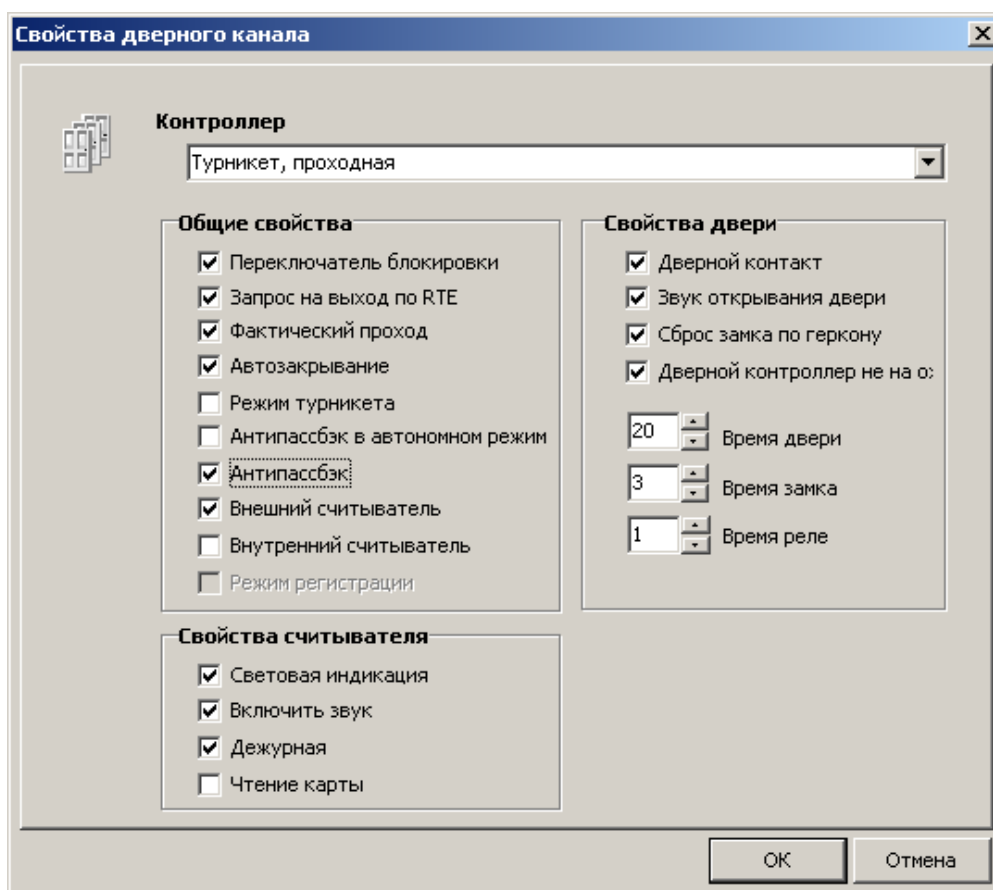 Свойства дверного канала
Контроллер
Турникет, проходная
Общие свойства
Переключатель блокировки
Запрос на выход по RTE
Фактический проход
Автозакрывание
Режим турникета
Антипассбэк в автономном режим
Антипассбэк
Внешний считыватель
Внутренний считыватель
Режим регистрации
Свойства двери
Дверной контакт
Звук открывания двери
Сброс замка по геркону
Дверной контроллер не на ох
20 Время двери
3 Время замка
1 Время реле
Свойства считывателя
Световая индикация
Включить звук
Дежурная
Чтение карты
ОК
Отмена